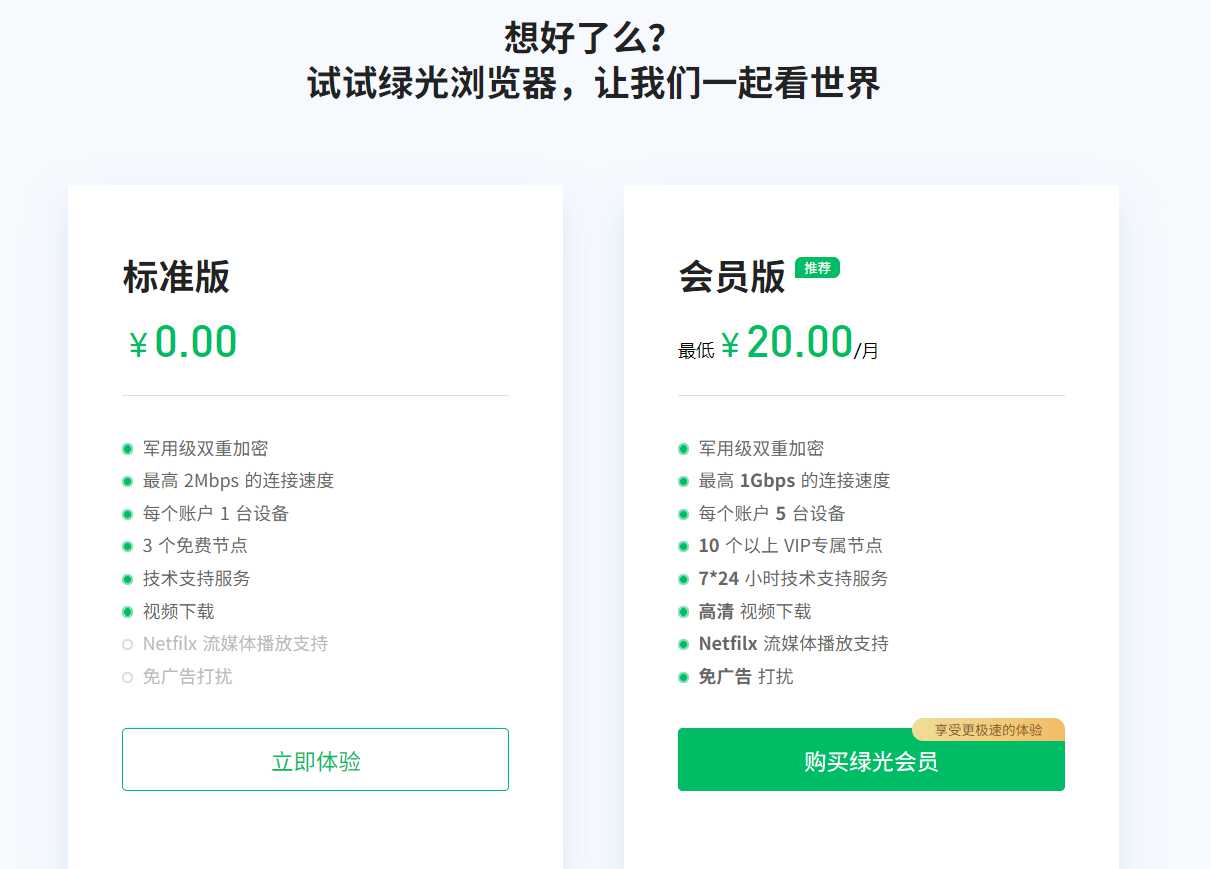 想好了么？
试试绿光浏览器，让我们一起看世界
标准版
¥0.00
军用级双重加密
最高 2Mbps 的连接速度
每个账户 1 台设备
3 个免费节点
技术支持服务
视频下载
Netfilx 流媒体播放支持
免广告打扰
立即体验
会员版 推荐
最低 ¥20.00/月
军用级双重加密
最高 1Gbps 的连接速度
每个账户 5 台设备
10 个以上 VIP专属节点
7*24 小时技术支持服务
高清 视频下载
Netfilx 流媒体播放支持
免广告 打扰
享受更极速的体验
购买绿光会员